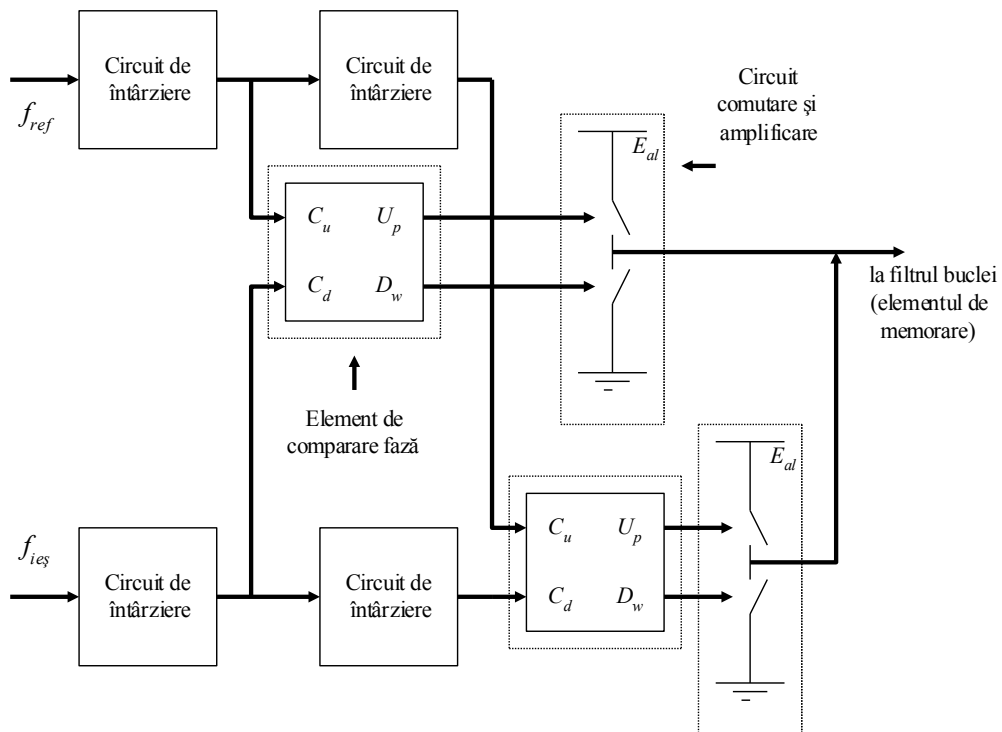 Circuit de
întârziere
Circuit de
întârziere
f_ref
Circuit
comutare şi
amplificare
E_al
C_u U_p
C_d D_w
la filtrul buclei
(elementul de
memorare)
Element de
comparare fază
E_al
f_ieş
Circuit de
întârziere
Circuit de
întârziere
C_u U_p
C_d D_w